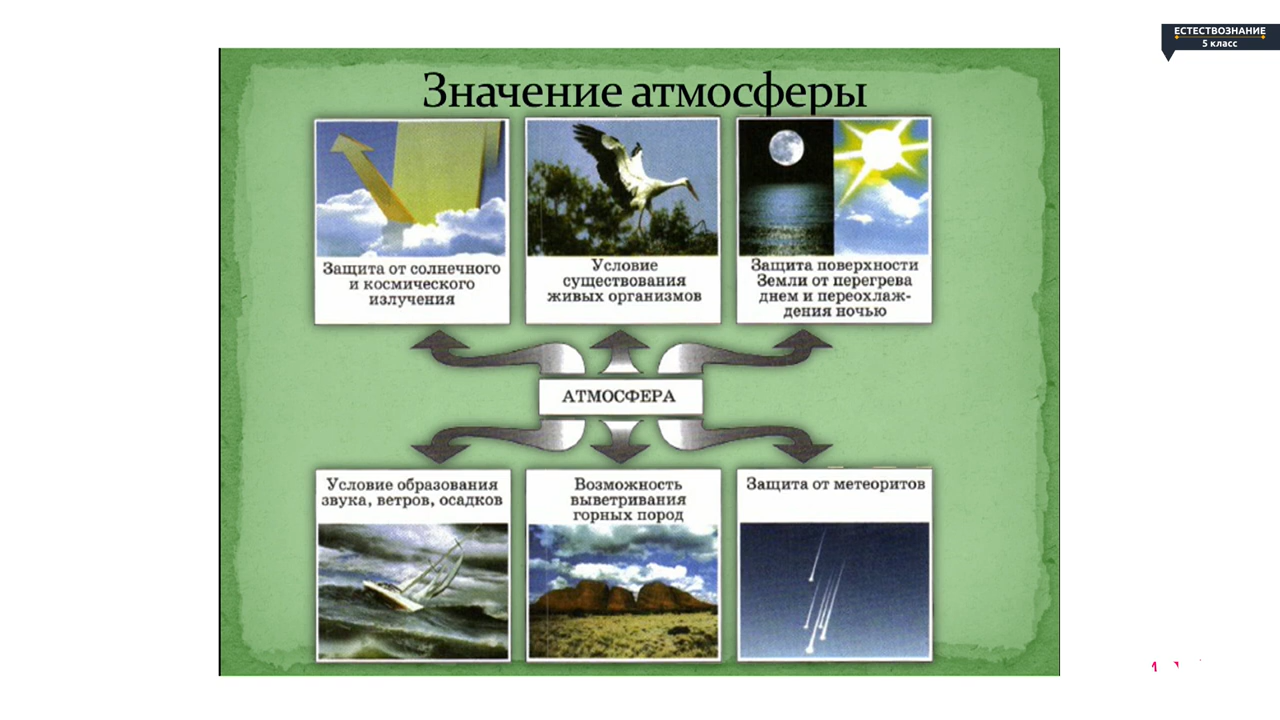 ЕСТЕСТВОЗНАНИЕ
5 класс
Значение атмосферы
Защита от солнечного
и космического
излучения
Условие
существования
живых организмов
Защита поверхности
Земли от перегрева
днем и переохлаж-
дения ночью
АТМОСФЕРА
Условие образования
звука, ветров, осадков
Возможность
выветривания
горных пород
Защита от метеоритов